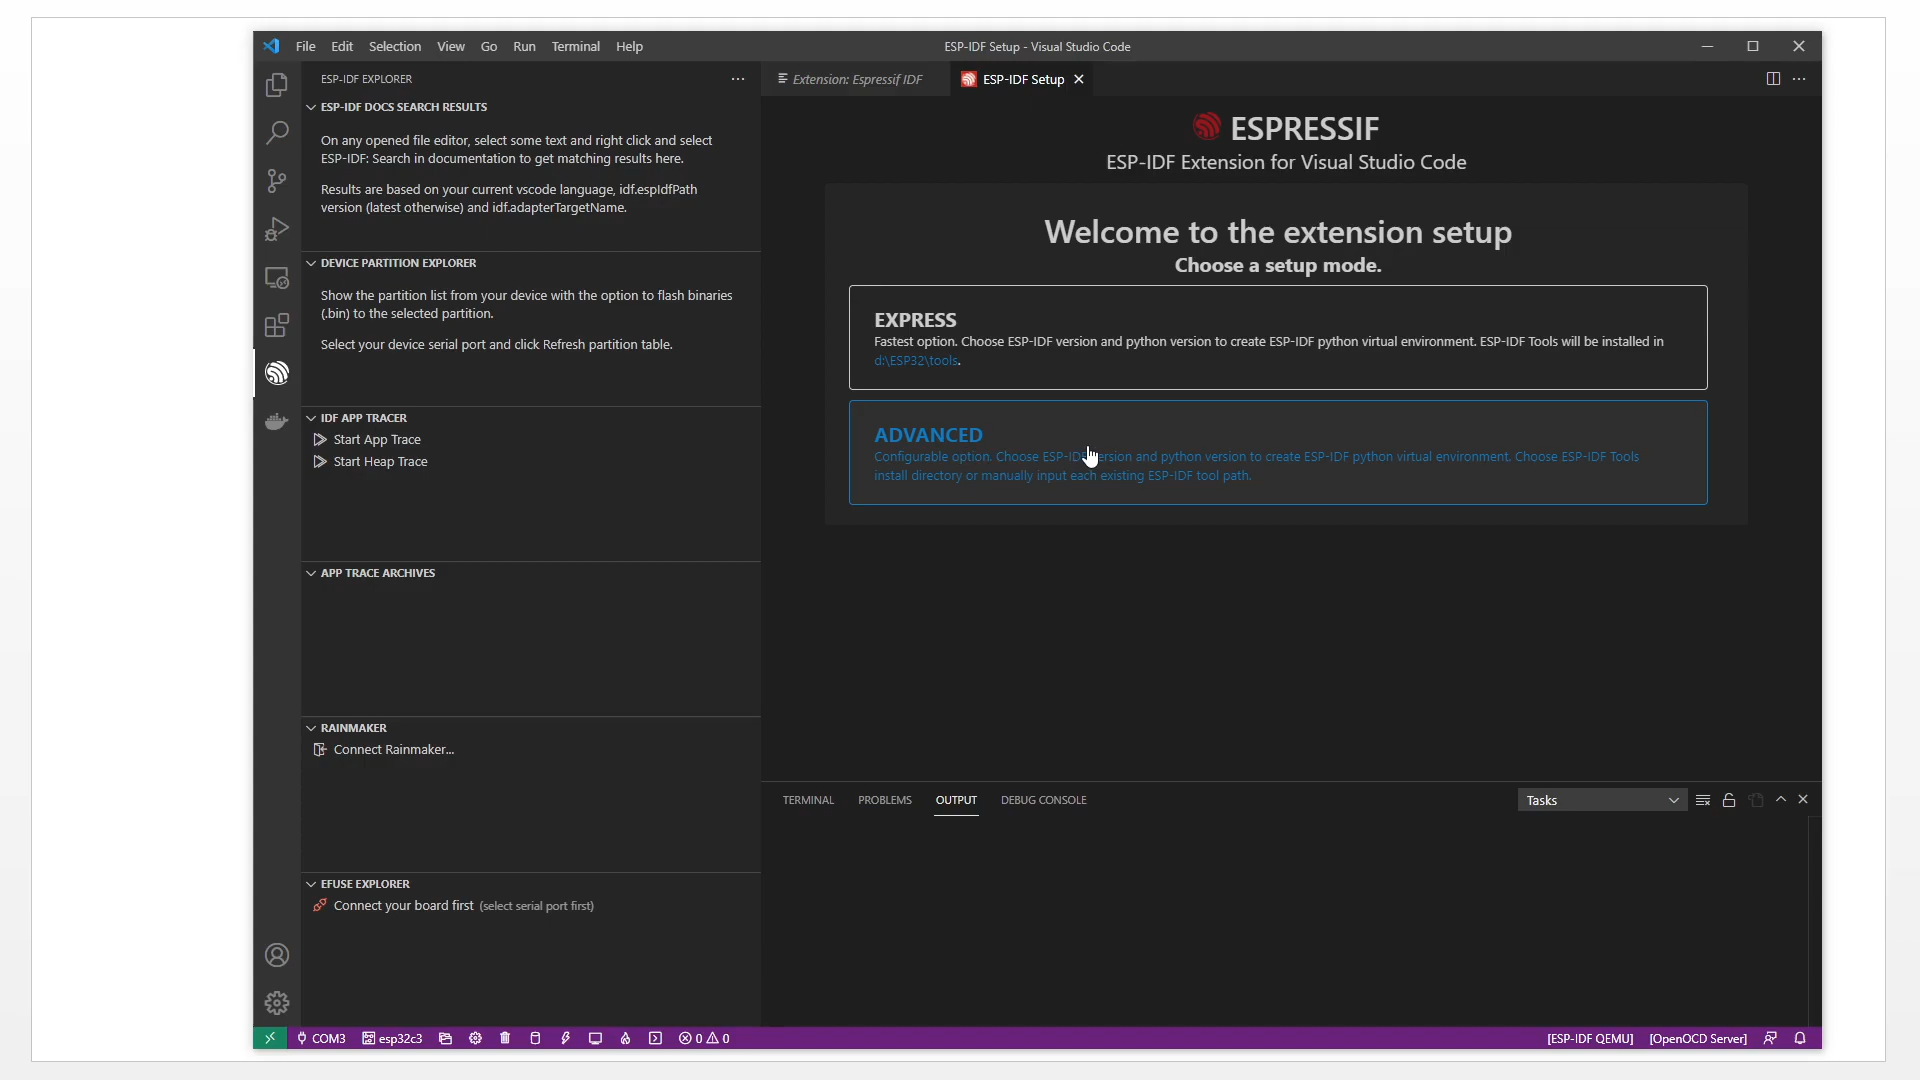 File Edit Selection View Go Run Terminal Help
ESP-IDF Setup - Visual Studio Code
ESP-IDF EXPLORER
ESP-IDF DOCS SEARCH RESULTS
On any opened file editor, select some text and right click and select
ESP-IDF: Search in documentation to get matching results here.
Results are based on your current vscode language, idf.espIdfPath
version (latest otherwise) and idf.adapterTargetName.
DEVICE PARTITION EXPLORER
Show the partition list from your device with the option to flash binaries
(.bin) to the selected partition.
Select your device serial port and click Refresh partition table.
IDF APP TRACER
Start App Trace
Start Heap Trace
APP TRACE ARCHIVES
RAINMAKER
Connect Rainmaker...
EFUSE EXPLORER
Connect your board first (select serial port first)
Extension: Espressif IDF
ESP-IDF Setup
ESPRESSIF
ESP-IDF Extension for Visual Studio Code
Welcome to the extension setup
Choose a setup mode.
EXPRESS
Fastest option. Choose ESP-IDF version and python version to create ESP-IDF python virtual environment. ESP-IDF Tools will be installed in
d:\ESP32\tools.
ADVANCED
Configurable option. Choose ESP-IDF version and python version to create ESP-IDF python virtual environment. Choose ESP-IDF Tools
install directory or manually input each existing ESP-IDF tool path.
TERMINAL PROBLEMS OUTPUT DEBUG CONSOLE
Tasks
COM3 esp32c3 0 0
[ESP-IDF QEMU] [OpenOCD Server]